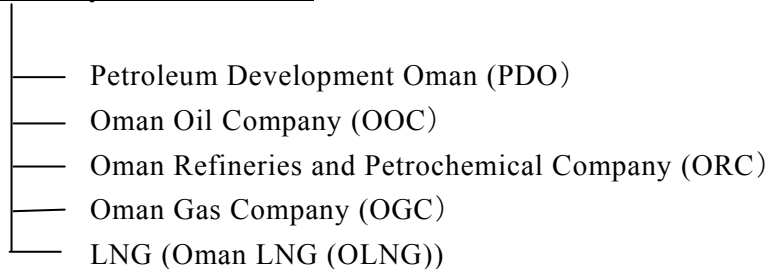 Petroleum Development Oman (PDO）
Oman Oil Company (OOC）
Oman Refineries and Petrochemical Company (ORC）
Oman Gas Company (OGC）
LNG (Oman LNG (OLNG))